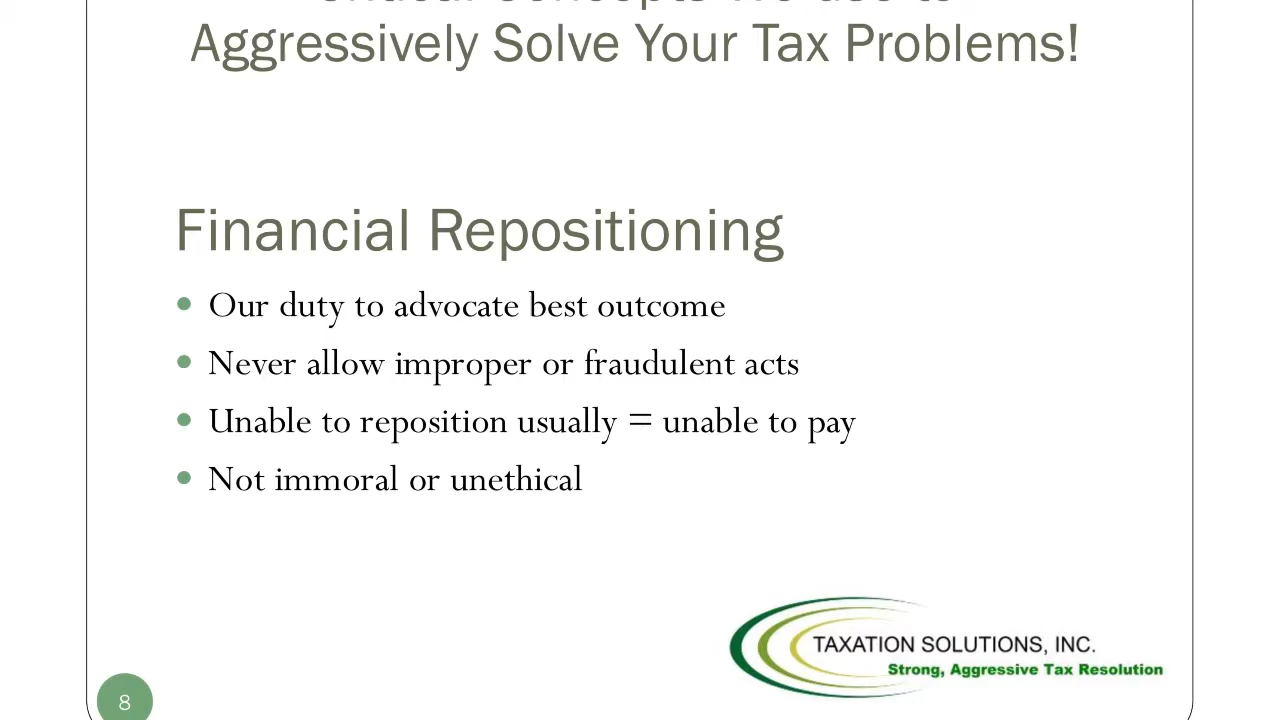 Aggressively Solve Your Tax Problems!
Financial Repositioning
Our duty to advocate best outcome
Never allow improper or fraudulent acts
Unable to reposition usually = unable to pay
Not immoral or unethical
TAXATION SOLUTIONS, INC.
Strong, Aggressive Tax Resolution
8